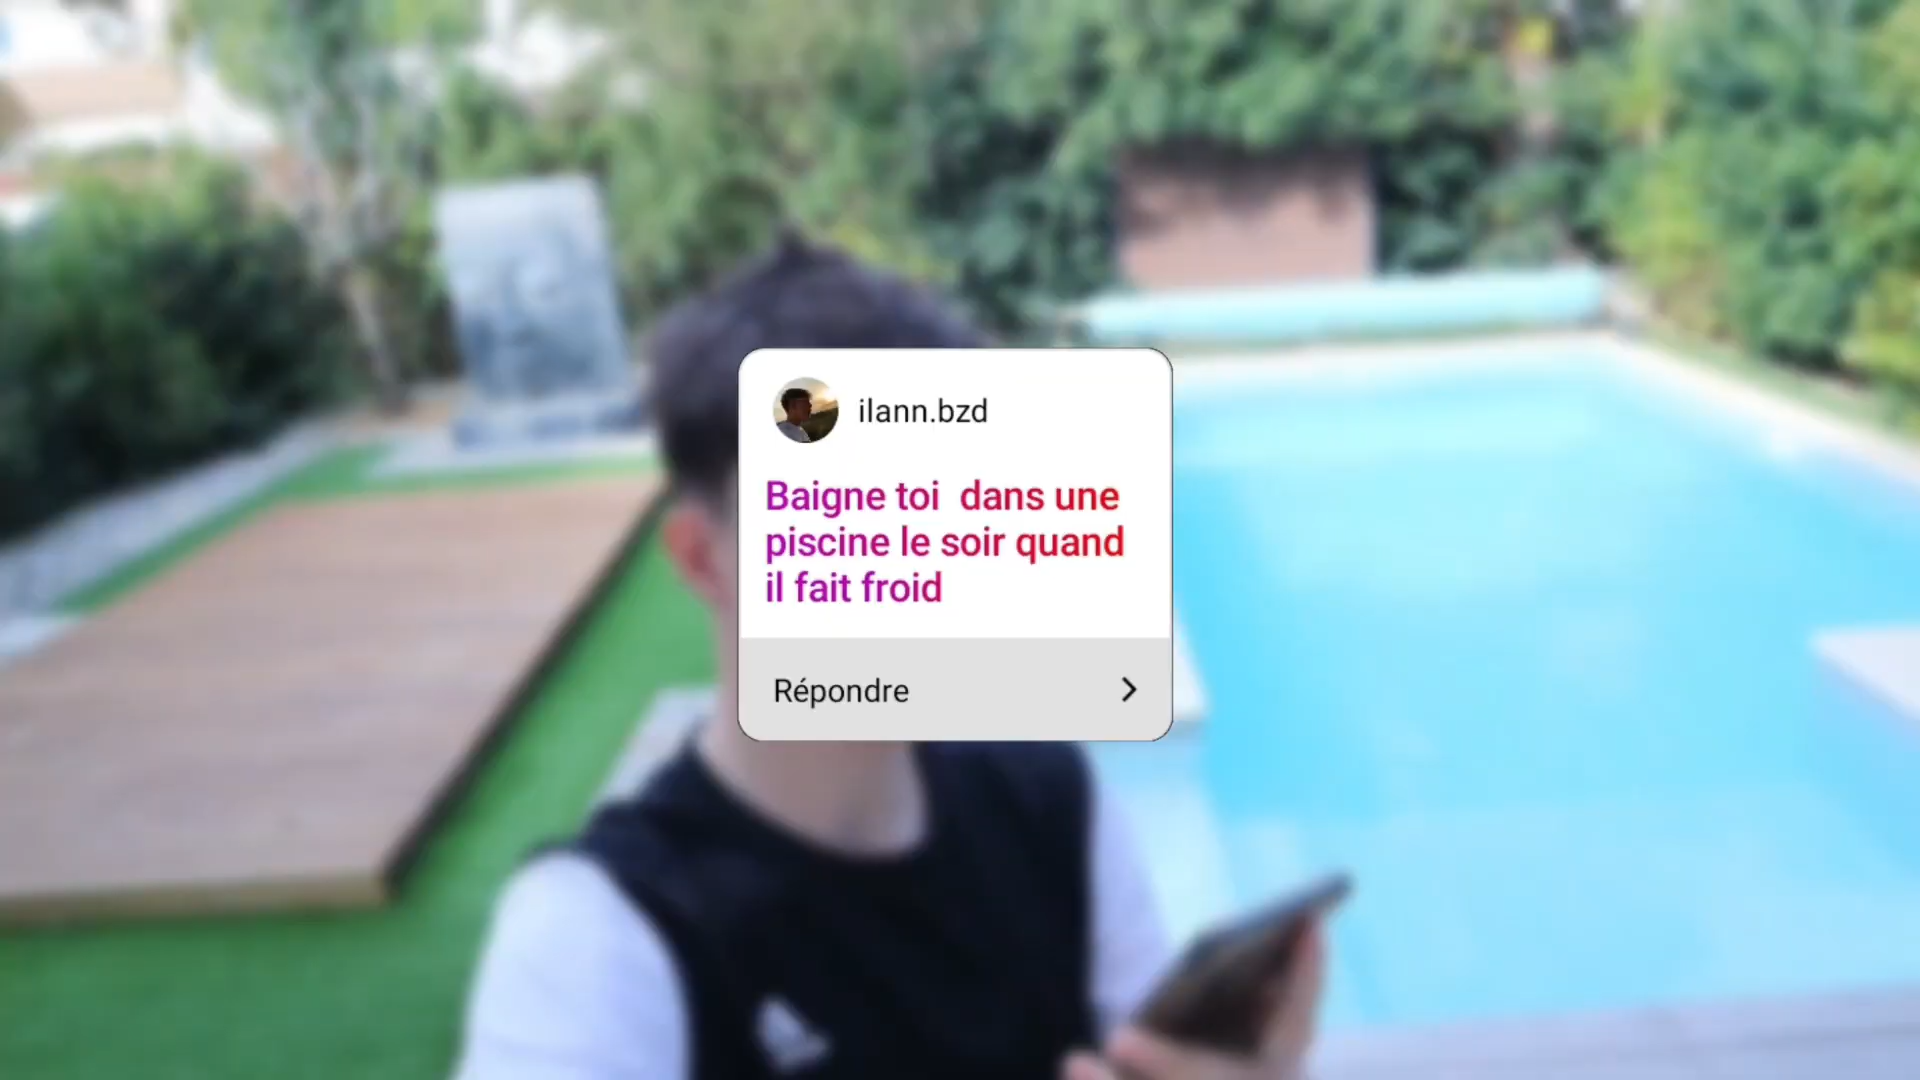 ilann.bzd
Baigne toi  dans une
piscine le soir quand
il fait froid
Répondre